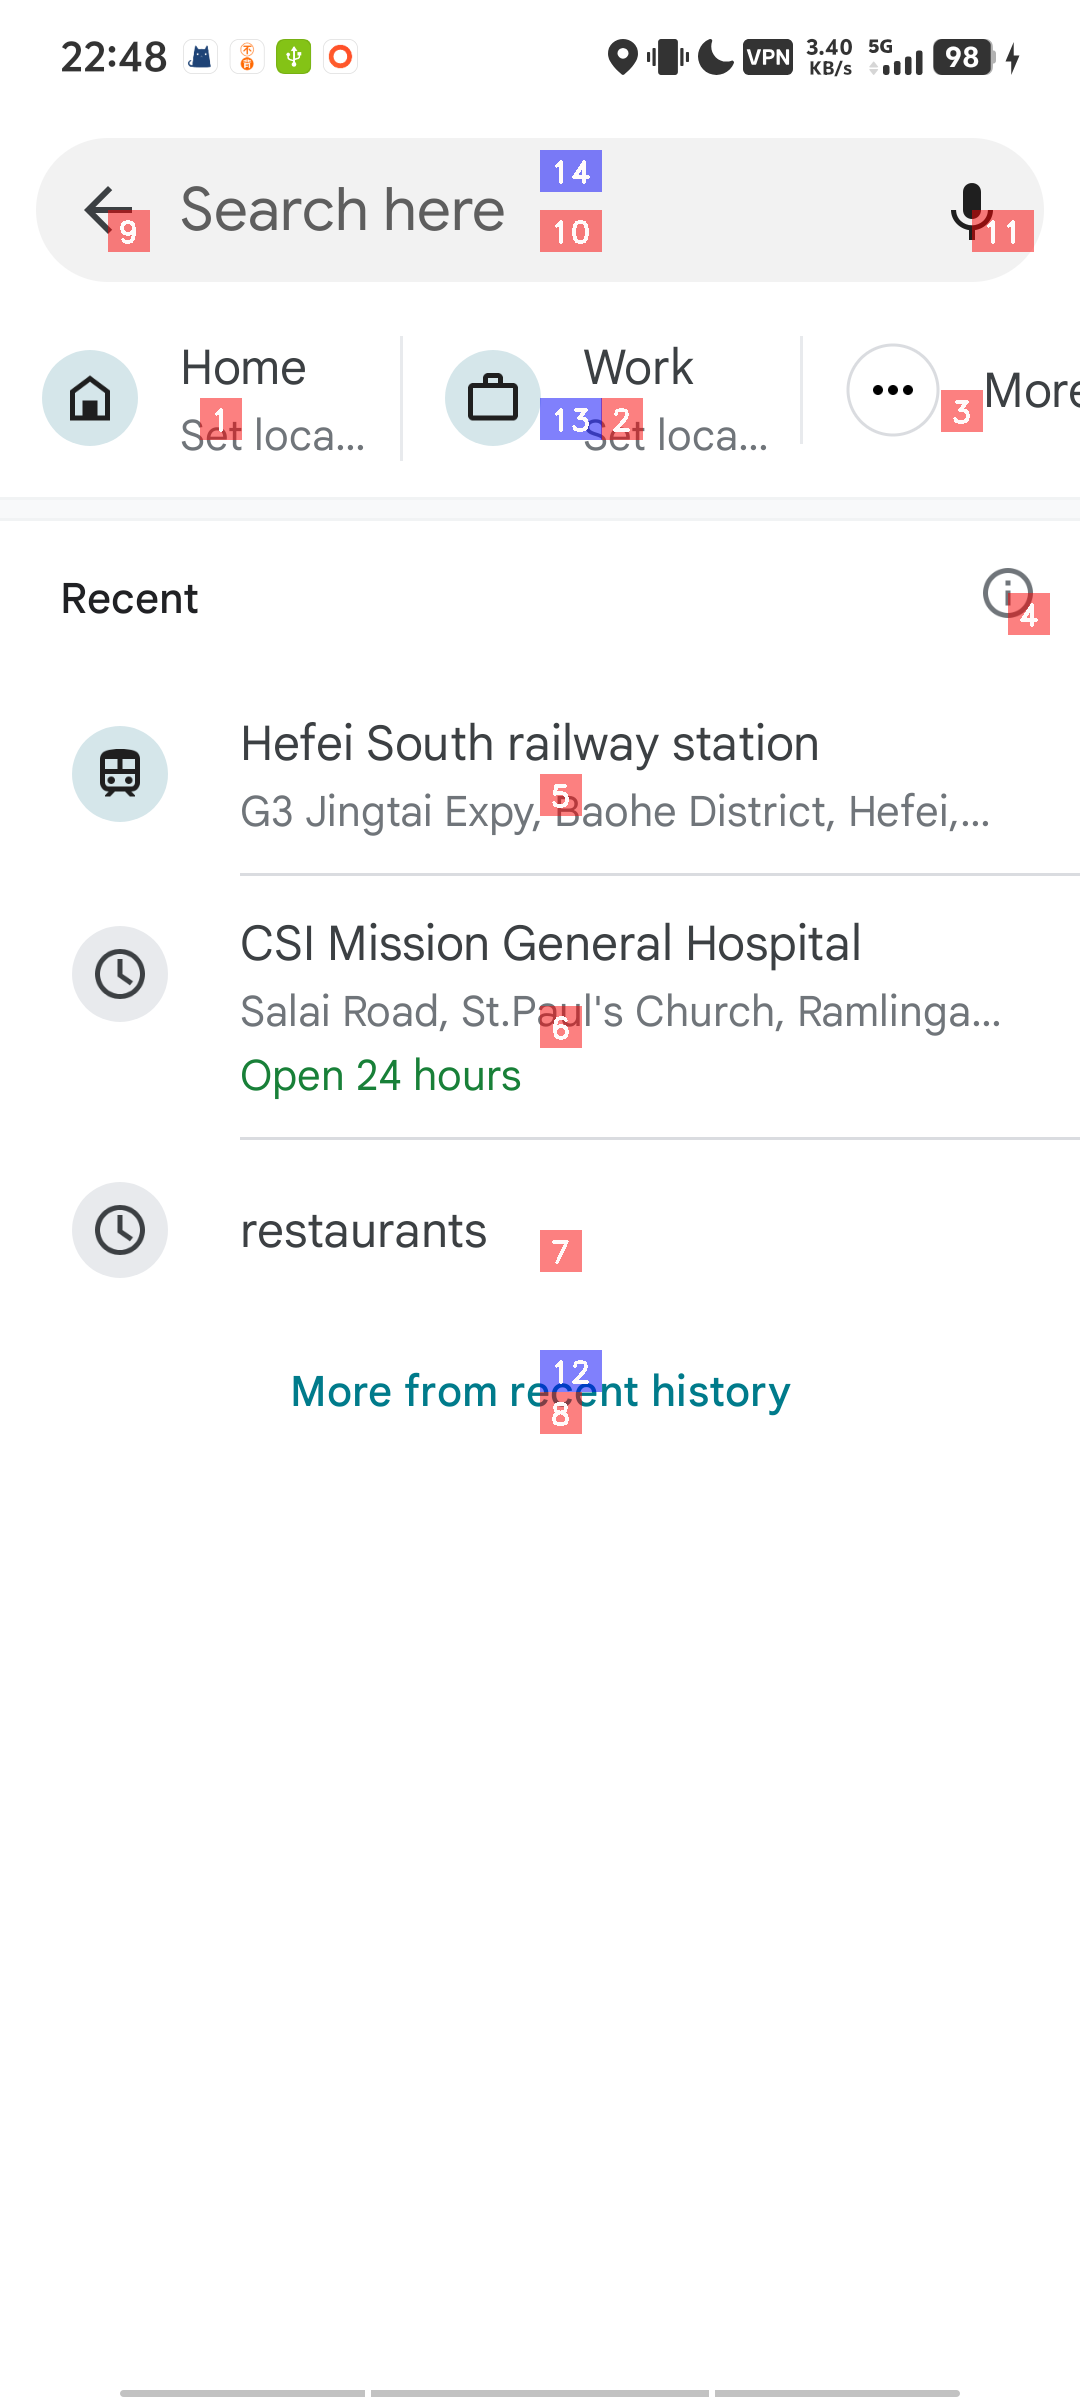 22:48
VPN
3.40 KB/s
5G
98
Search here
14
9
10
11
Home
Set loca...
1
Work
Set loca...
13
2
More
3
Recent
4
Hefei South railway station
G3 Jingtai Expy, Baohe District, Hefei,...
5
CSI Mission General Hospital
Salai Road, St.Paul's Church, Ramlinga...
6
Open 24 hours
restaurants
7
More from recent history
12
8